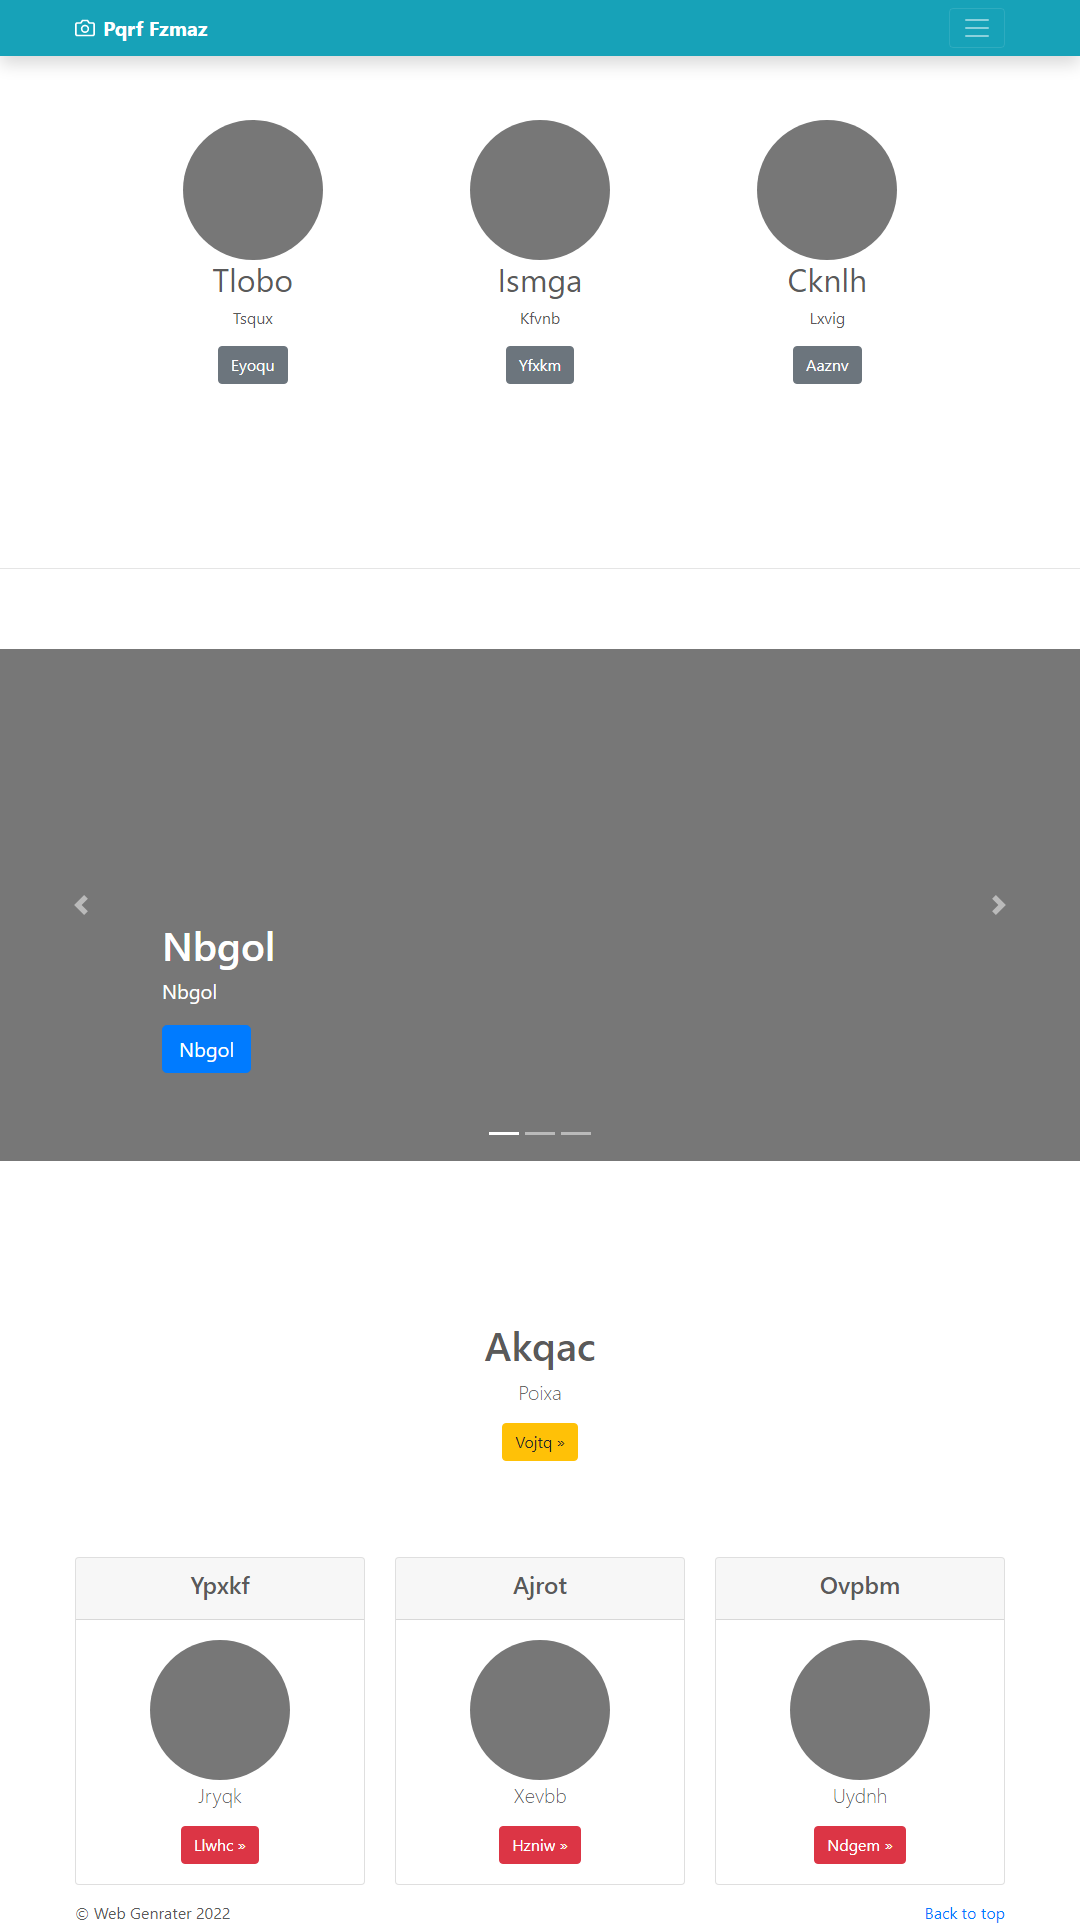 Pqrf Fzmaz
Tlobo
Ismga
Cknlh
Tsqux
Kfvnb
Lxvig
Eyoqu
Yfxkm
Aaznv
Nbgol
Nbgol
Nbgol
Akqac
Poixa
Vojtq »
Ypxkf
Ajrot
Ovpbm
Jryqk
Xevbb
Uydnh
Llwhc »
Hzniw »
Ndgem »
© Web Genrater 2022
Back to top